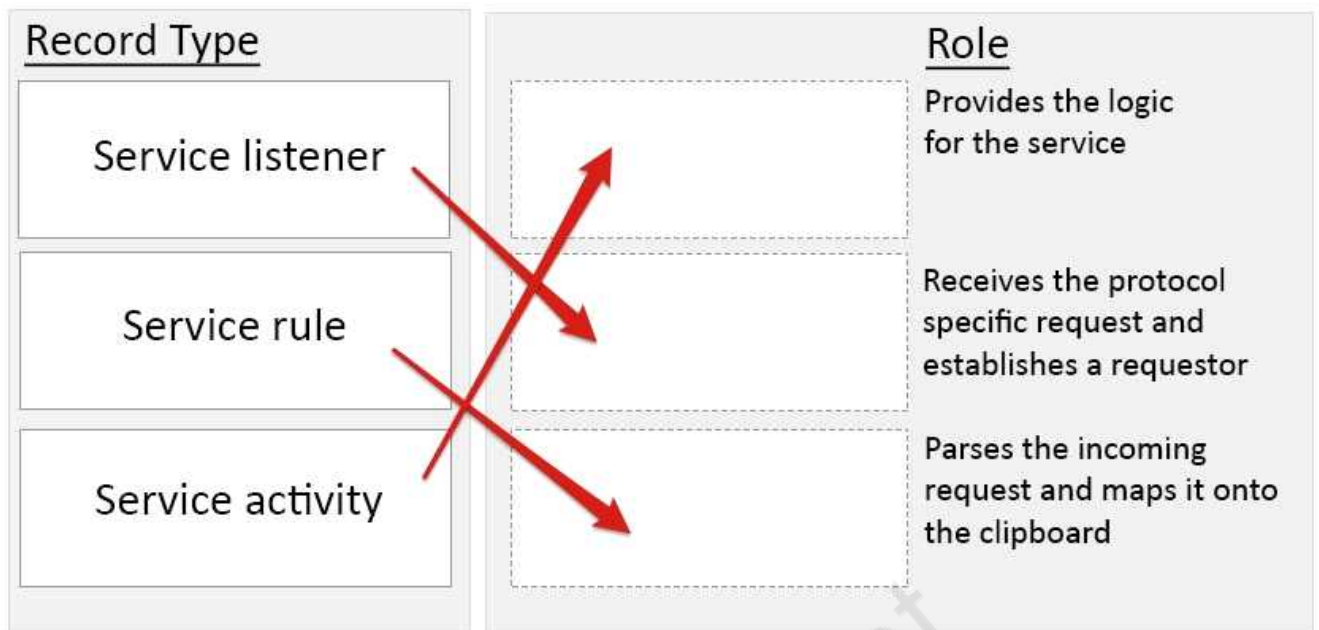 Record Type
Role
Service listener
Provides the logic
for the service
Service rule
Receives the protocol
specific request and
establishes a requestor
Service activity
Parses the incoming
request and maps it onto
the clipboard